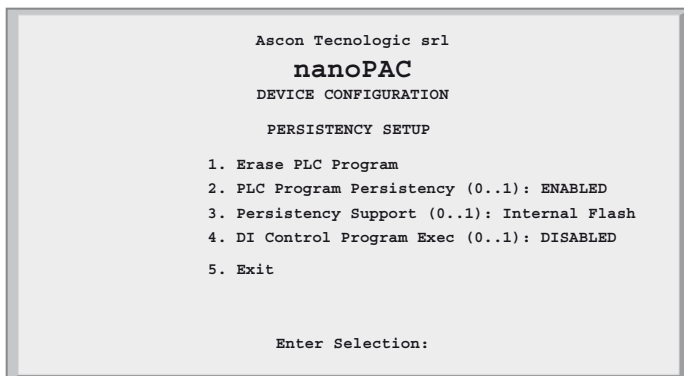 Ascon Tecnologic srl
nanoPAC
DEVICE CONFIGURATION
PERSISTENCY SETUP
1. Erase PLC Program
2. PLC Program Persistency (0..1): ENABLED
3. Persistency Support (0..1): Internal Flash
4. DI Control Program Exec (0..1): DISABLED
5. Exit
Enter Selection: